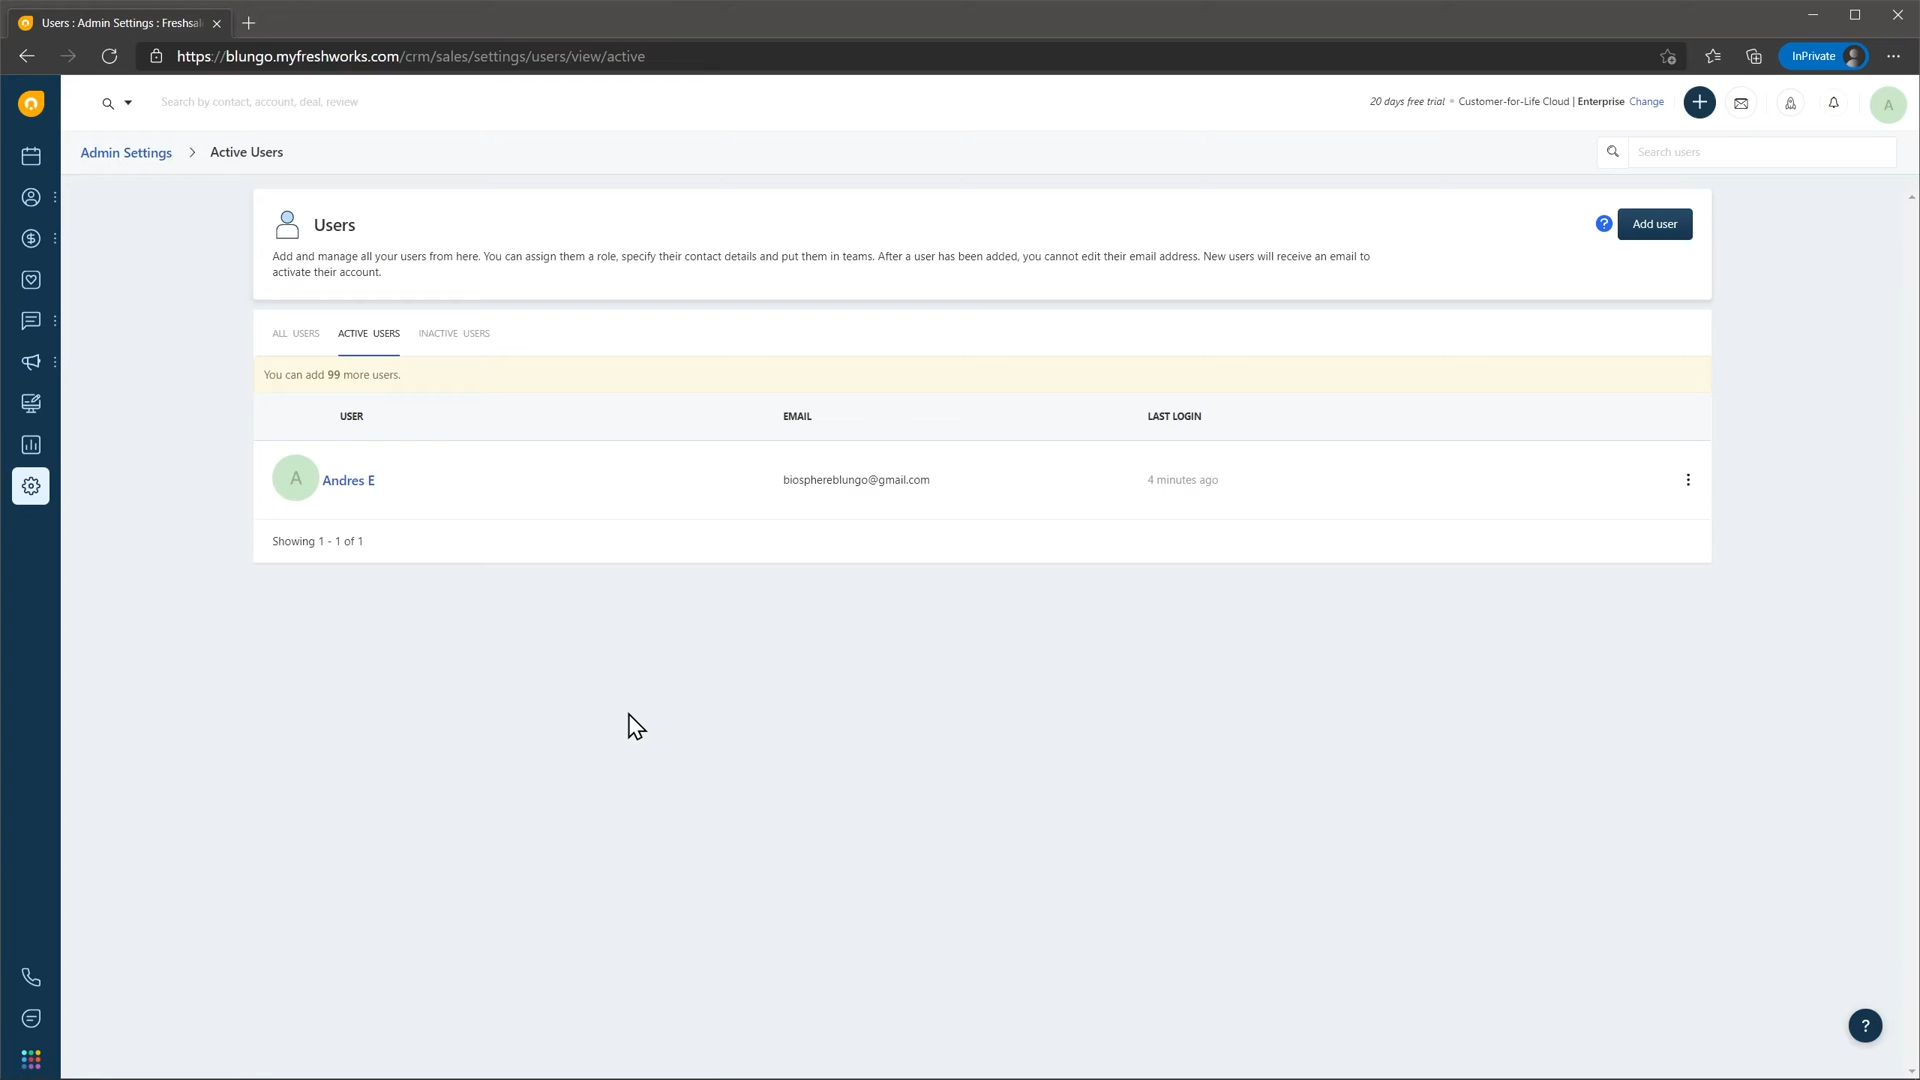 Users : Admin Settings : Freshsal
https://blungo.myfreshworks.com/crm/sales/settings/users/view/active
InPrivate
Search by contact, account, deal, review
20 days free trial • Customer-for-Life Cloud | Enterprise Change
A
Admin Settings > Active Users
Search users
Users
? Add user
Add and manage all your users from here. You can assign them a role, specify their contact details and put them in teams. After a user has been added, you cannot edit their email address. New users will receive an email to
activate their account.
ALL USERS ACTIVE USERS INACTIVE USERS
You can add 99 more users.
USER EMAIL LAST LOGIN
A Andres E biosphereblungo@gmail.com 4 minutes ago
Showing 1 - 1 of 1
?